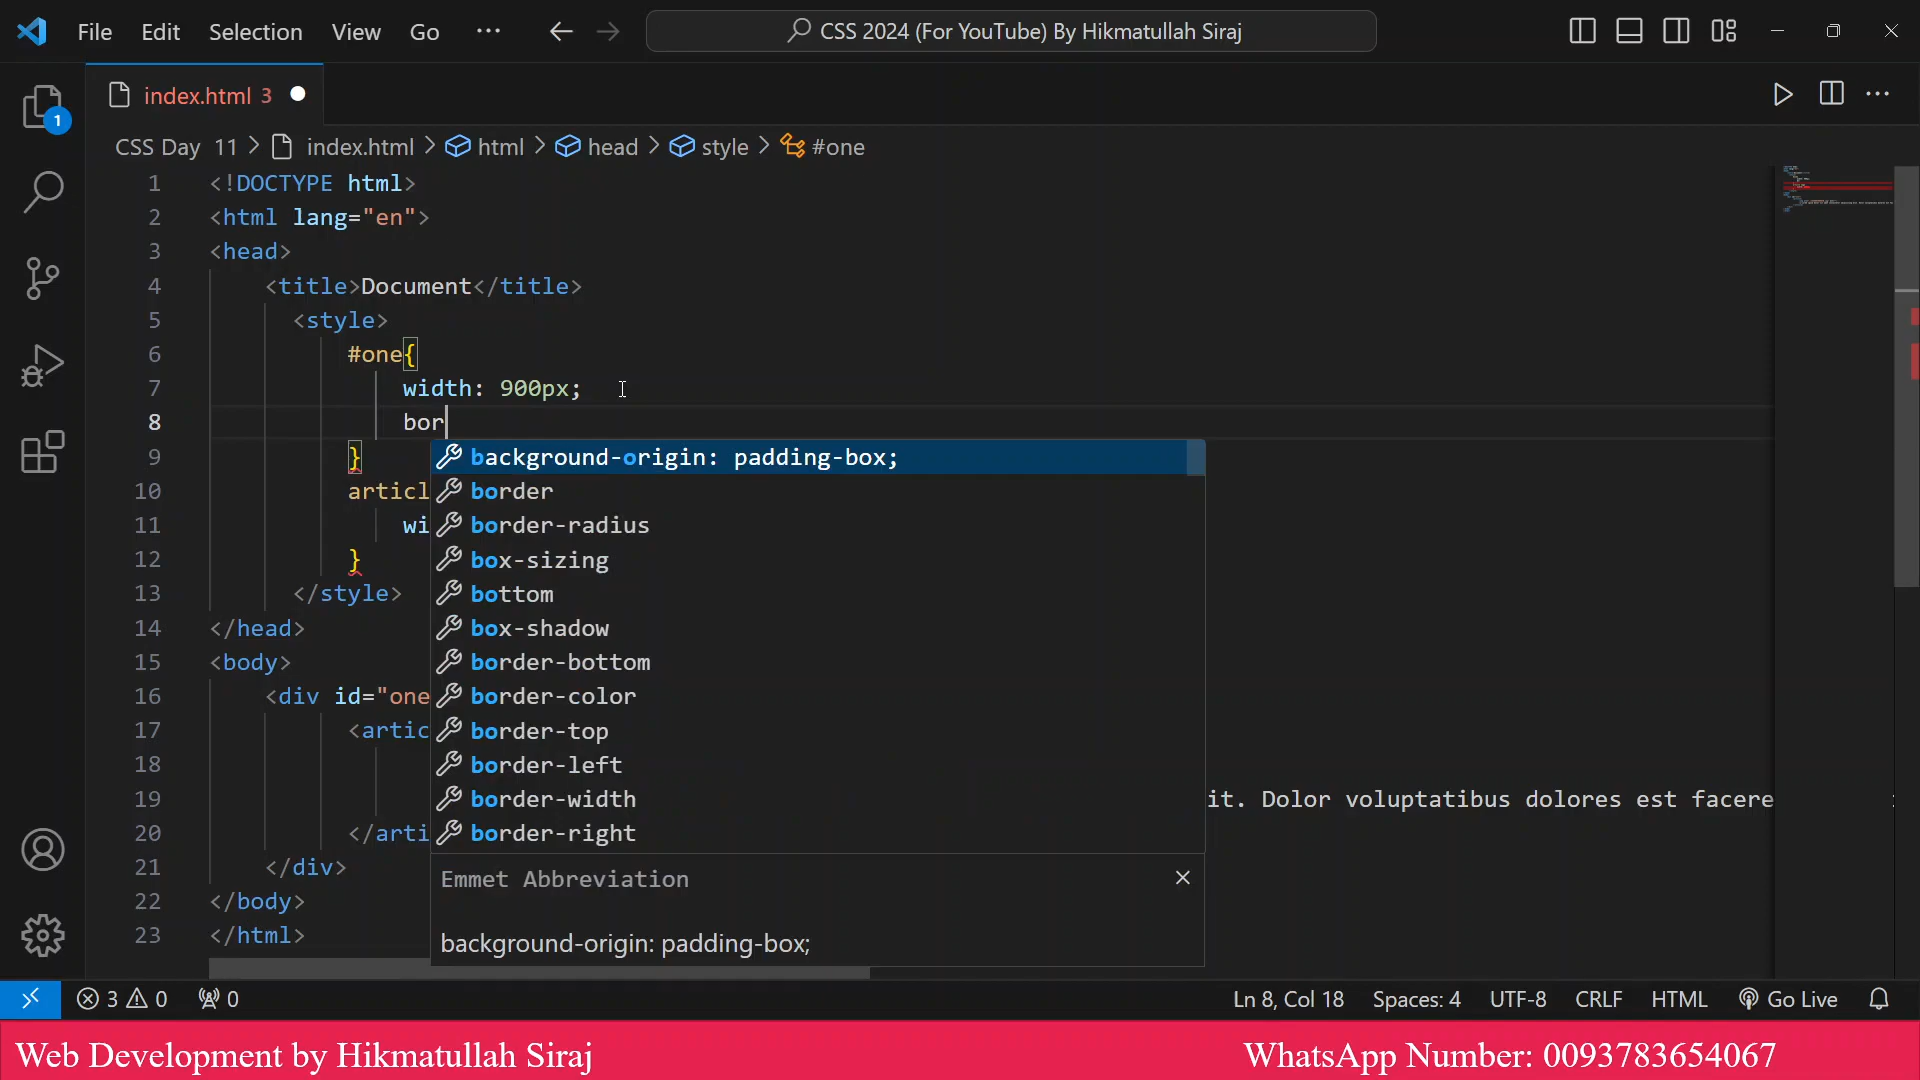 File Edit Selection View Go ··· CSS 2024 (For YouTube) By Hikmatullah Siraj
1
index.html 3
CSS Day 11 > index.html > html > head > style > #one
1 <!DOCTYPE html>
2 <html lang="en">
3 <head>
4 <title>Document</title>
5 <style>
6 #one{
7 width: 900px;
8 bor
9 }
background-origin: padding-box;
10 articl
border
11 wi
border-radius
12 }
box-sizing
13 </style>
bottom
14 </head>
box-shadow
15 <body>
border-bottom
16 <div id="one
border-color
17 <artic
border-top
18
border-left
19 it. Dolor voluptatibus dolores est facere
border-width
20 </arti
border-right
21 </div>
Emmet Abbreviation
22 </body>
23 </html>
background-origin: padding-box;
3 0 0 Ln 8, Col 18 Spaces: 4 UTF-8 CRLF HTML Go Live
Web Development by Hikmatullah Siraj WhatsApp Number: 0093783654067